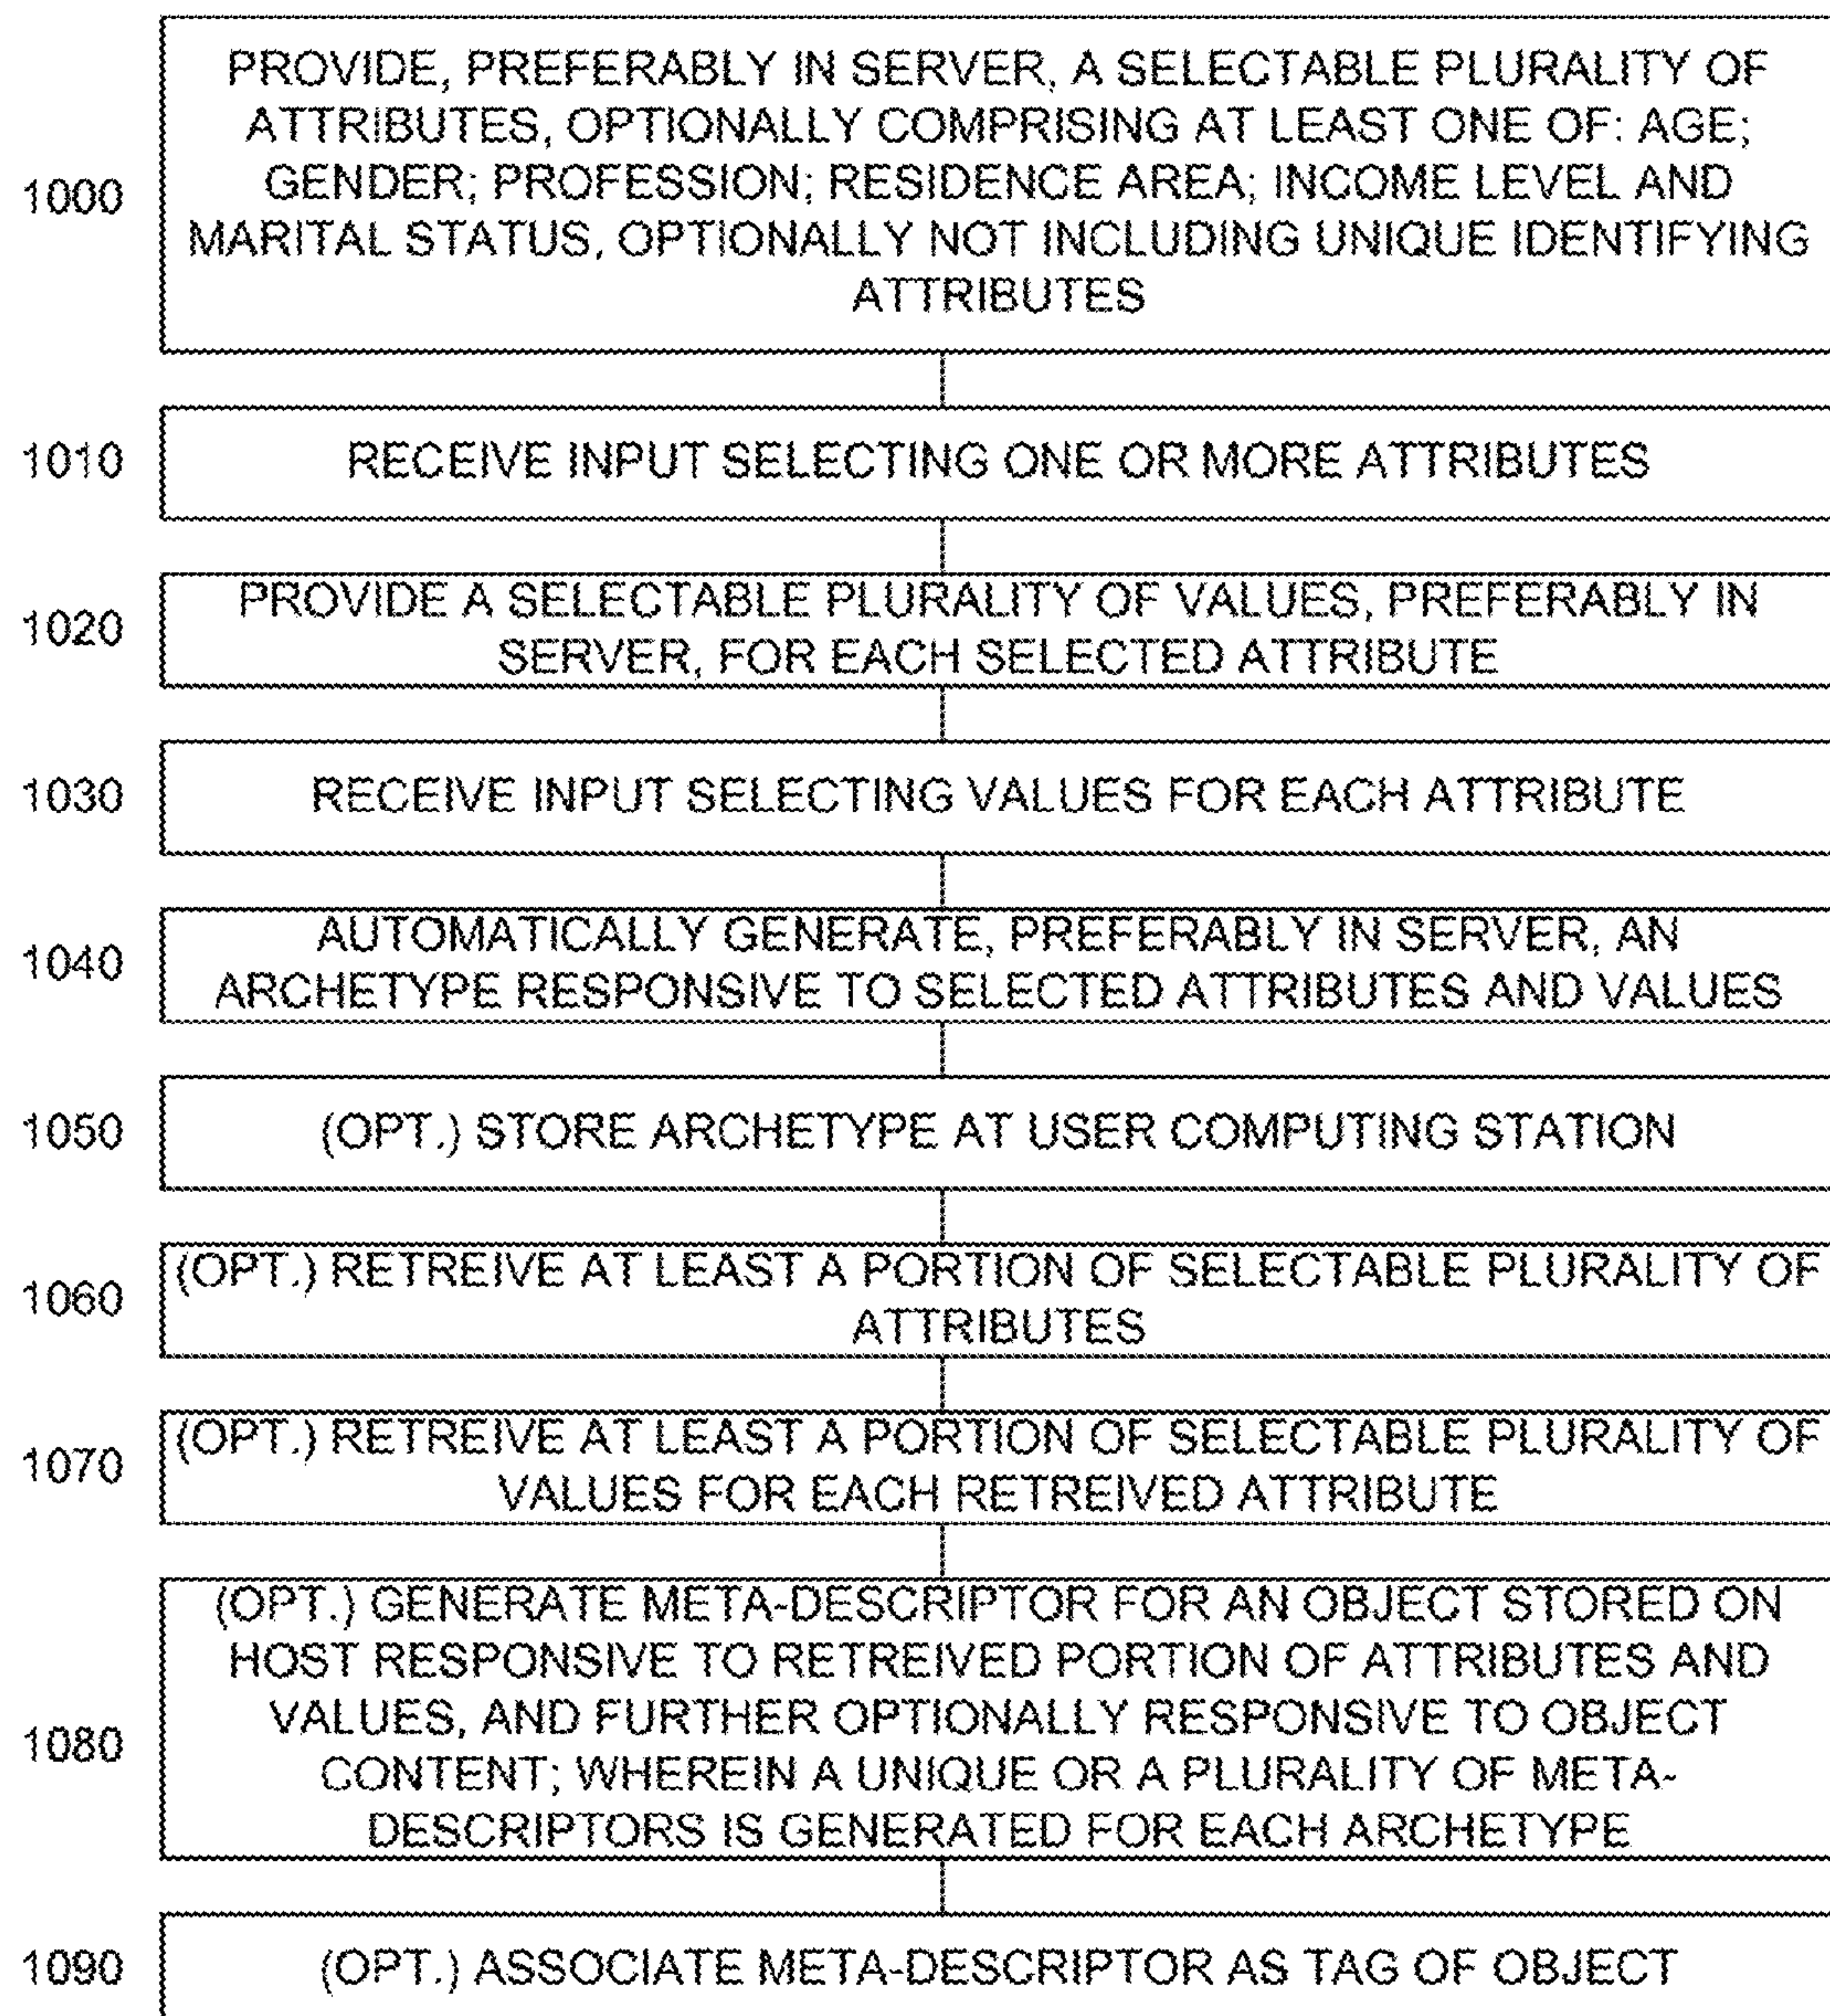 PROVIDE, PREFERABLY IN SERVER, A SELECTABLE PLURALITY OF
ATTRIBUTES, OPTIONALLY COMPRISING AT LEAST ONE OF: AGE;
1000
GENDER; PROFESSION; RESIDENCE AREA; INCOME LEVEL AND
MARITAL STATUS, OPTIONALLY NOT INCLUDING UNIQUE IDENTIFYING
ATTRIBUTES
1010
RECEIVE INPUT SELECTING ONE OR MORE ATTRIBUTES
1020
PROVIDE A SELECTABLE PLURALITY OF VALUES, PREFERABLY IN
SERVER, FOR EACH SELECTED ATTRIBUTE
1030
RECEIVE INPUT SELECTING VALUES FOR EACH ATTRIBUTE
1040
AUTOMATICALLY GENERATE, PREFERABLY IN SERVER, AN
ARCHETYPE RESPONSIVE TO SELECTED ATTRIBUTES AND VALUES
1050
(OPT.) STORE ARCHETYPE AT USER COMPUTING STATION
1060
(OPT.) RETREIVE AT LEAST A PORTION OF SELECTABLE PLURALITY OF
ATTRIBUTES
1070
(OPT.) RETREIVE AT LEAST A PORTION OF SELECTABLE PLURALITY OF
VALUES FOR EACH RETREIVED ATTRIBUTE
1080
(OPT.) GENERATE META-DESCRIPTOR FOR AN OBJECT STORED ON
HOST RESPONSIVE TO RETREIVED PORTION OF ATTRIBUTES AND
VALUES, AND FURTHER OPTIONALLY RESPONSIVE TO OBJECT
CONTENT; WHEREIN A UNIQUE OR A PLURALITY OF META-
DESCRIPTORS IS GENERATED FOR EACH ARCHETYPE
1090
(OPT.) ASSOCIATE META-DESCRIPTOR AS TAG OF OBJECT